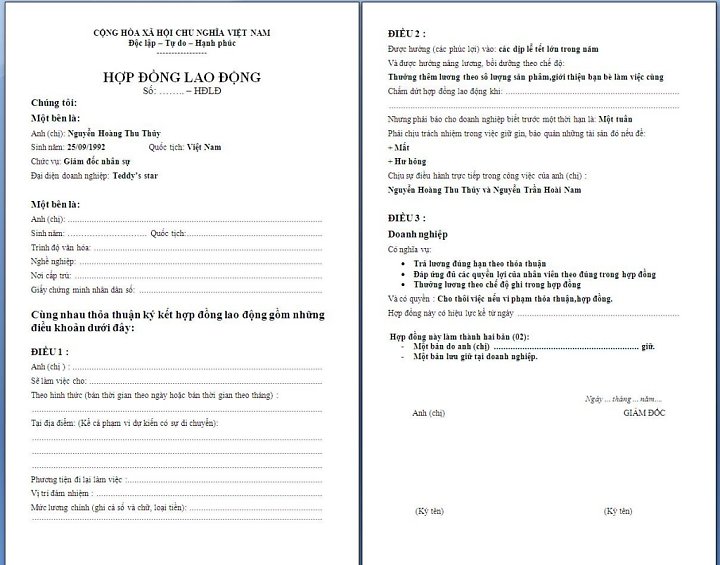 CỘNG HÒA XÃ HỘI CHỦ NGHĨA VIỆT NAM
Độc lập – Tự do – Hạnh phúc
-----------------
HỢP ĐỒNG LAO ĐỘNG
Số: …….. – HĐLĐ
Chúng tôi:
Một bên là:
Anh (chị): Nguyễn Hoàng Thu Thủy
Sinh năm: 25/09/1992 Quốc tịch: Việt Nam
Chức vụ: Giám đốc nhân sự
Đại diện doanh nghiệp: Teddy's star
Một bên là:
Anh (chị): ........................................
Sinh năm: .............................. Quốc tịch:........................................
Trình độ văn hóa: ........................................
Nghề nghiệp: ........................................
Nơi cấp trú: ........................................
Giấy chứng minh nhân dân số: ........................................
Cùng nhau thỏa thuận ký kết hợp đồng lao động gồm những
điều khoản dưới đây:
ĐIỀU 1 :
Anh (chị ) : ........................................
Sẽ làm việc cho: ........................................
Theo hình thức (bán thời gian theo ngày hoặc bán thời gian theo tháng) :
........................................
Tại địa điểm: (Kể cả phạm vi dự kiến có sự di chuyển):
........................................
........................................
........................................
Phương tiện đi lại làm việc :........................................
Vị trí đảm nhiệm : ........................................
Mức lương chính (ghi cả số và chữ, loại tiền): ........................................
........................................
ĐIỀU 2 :
Được hưởng (các phúc lợi) vào: các dịp lễ tết lớn trong năm
Và được hưởng nâng lương, bồi dưỡng theo chế độ:
Thưởng thêm lương theo số lượng sản phẩm,giới thiệu bạn bè làm việc cùng
Chấm dứt hợp đồng lao động khi: ........................................
........................................
Nhưng phải báo cho doanh nghiệp biết trước một thời hạn là: Một tuần
Phải chịu trách nhiệm trong việc giữ gìn, bảo quản những tài sản đó nếu để:
+ Mất
+ Hư hỏng
Chịu sự điều hành trực tiếp trong công việc của anh (chị) :
Nguyễn Hoàng Thu Thủy và Nguyễn Trần Hoài Nam
ĐIỀU 3 :
Doanh nghiệp
Có nghĩa vụ:
• Trả lương đúng hạn theo thỏa thuận
• Đáp ứng đủ các quyền lợi của nhân viên theo đúng trong hợp đồng
• Thưởng lương theo chế độ ghi trong hợp đồng
Và có quyền : Cho thôi việc nếu vi phạm thỏa thuận,hợp đồng.
Hợp đồng này có hiệu lực kể từ ngày ........................................
Hợp đồng này làm thành hai bản (02):
- Một bản do anh (chị) ........................................ giữ.
- Một bản lưu giữ tại doanh nghiệp.
Ngày ... tháng ... năm....
Anh (chị) GIÁM ĐỐC
(Ký tên) (Ký tên)